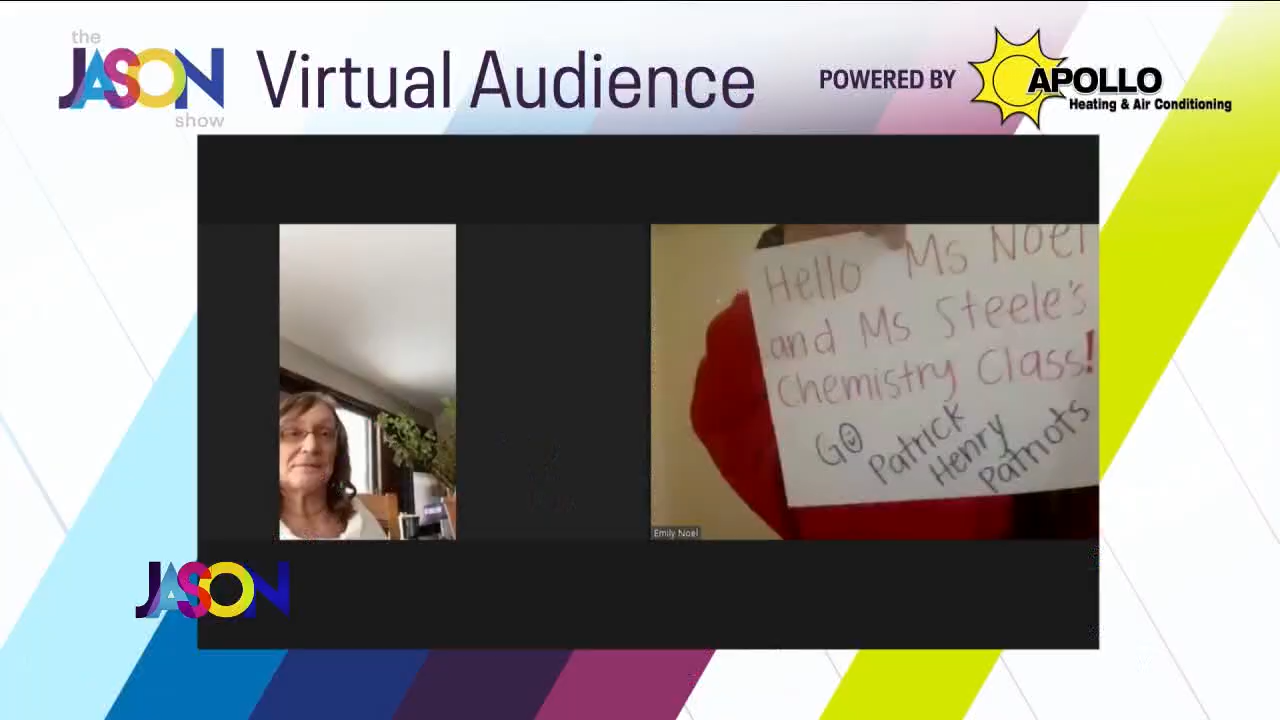 the
JASON
show
Virtual Audience
POWERED BY
APOLLO
Heating & Air Conditioning
Hello Ms Noel
and Ms Steele's
Chemistry Class!
GO Patrick
Henry
Patriots
Emily Noel
JASON